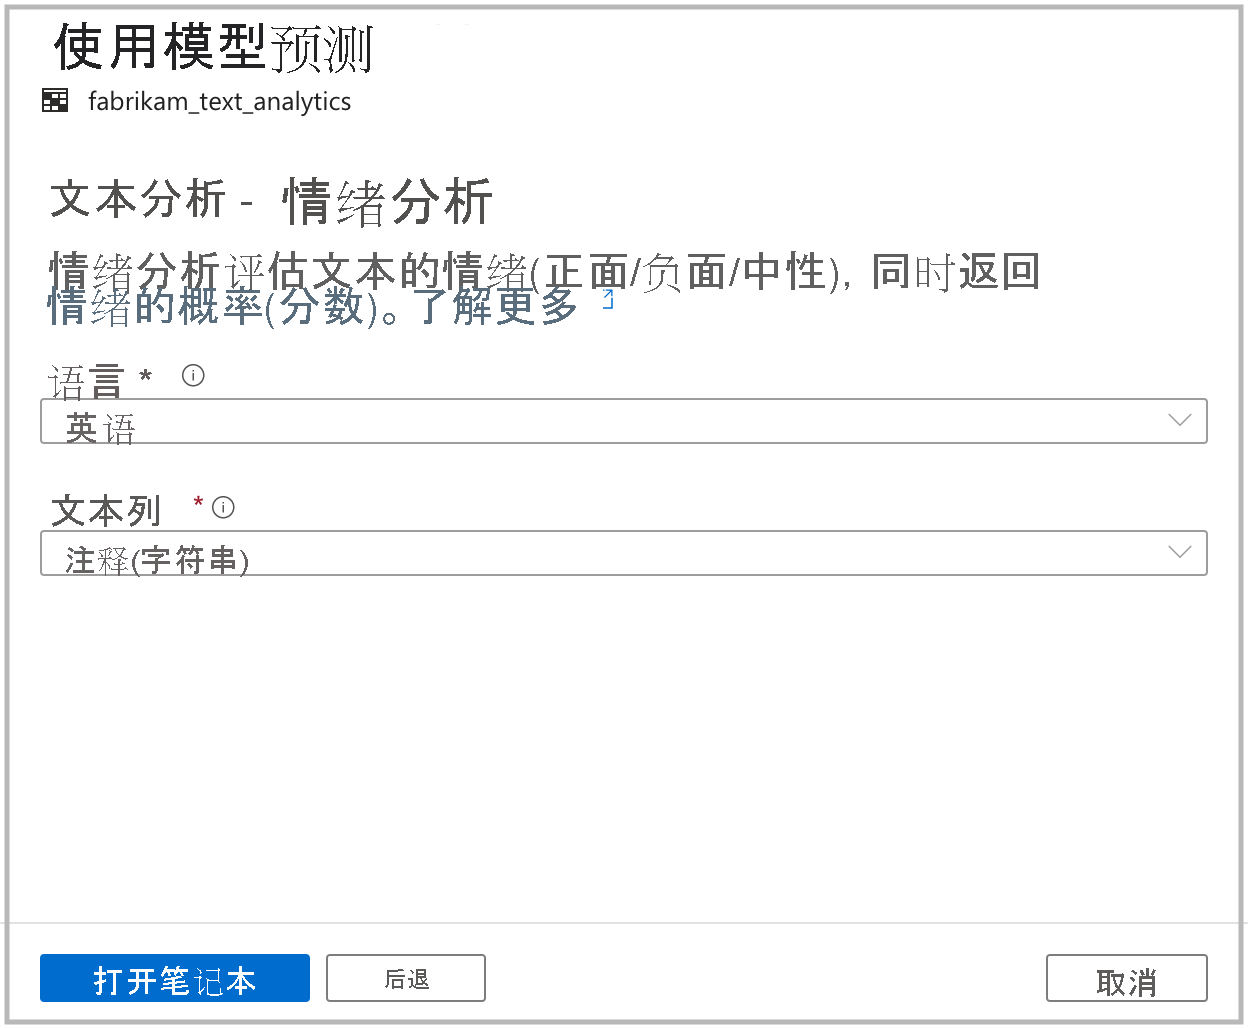 使用模型预测
fabrikam_text_analytics
文本分析 - 情绪分析
情绪分析评估文本的情绪(正面/负面/中性), 同时返回
情绪的概率(分数)。了解更多
语言 *
英语
文本列 *
注释(字符串)
打开笔记本 后退 取消